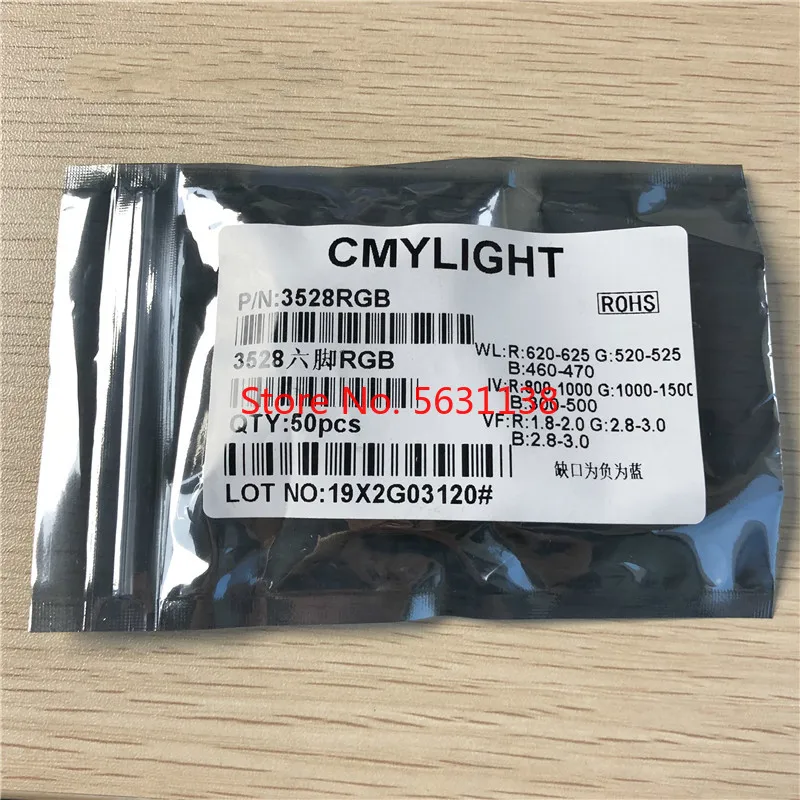 CMYLIGHT
P/N:3528RGB
ROHS
3528六脚RGB
WL:R:620-625 G:520-525
B:460-470
IV:R:800-1000 G:1000-1500
B:300-500
Store No. 5631138
QTY:50pcs
VF:R:1.8-2.0 G:2.8-3.0
B:2.8-3.0
缺口为负为蓝
LOT NO:19X2G03120#